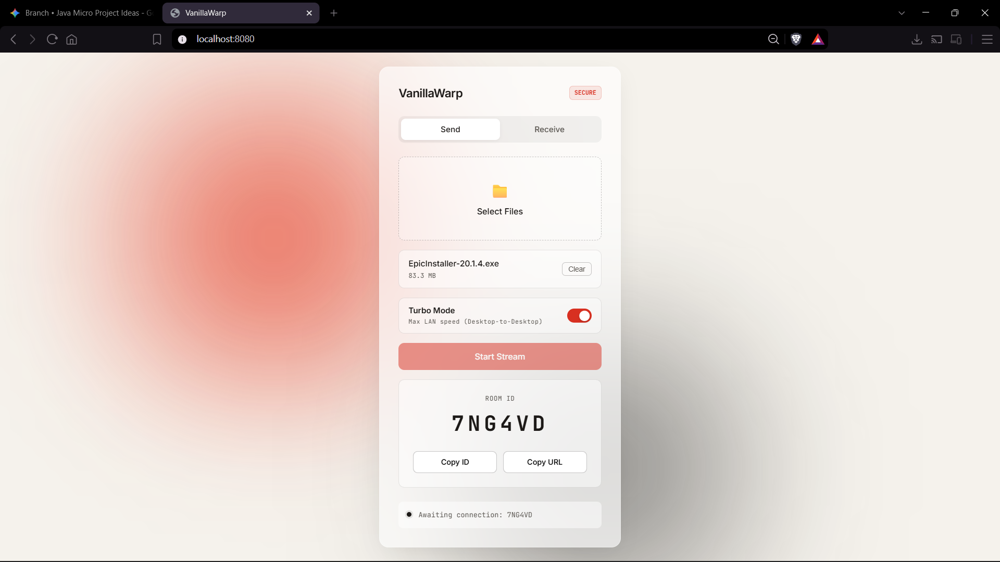 Branch • Java Micro Project Ideas - G
VanillaWarp
localhost:8080
VanillaWarp
SECURE
Send
Receive
Select Files
EpicInstaller-20.1.4.exe
83.3 MB
Clear
Turbo Mode
Max LAN speed (Desktop-to-Desktop)
Start Stream
ROOM ID
7NG4VD
Copy ID
Copy URL
Awaiting connection: 7NG4VD